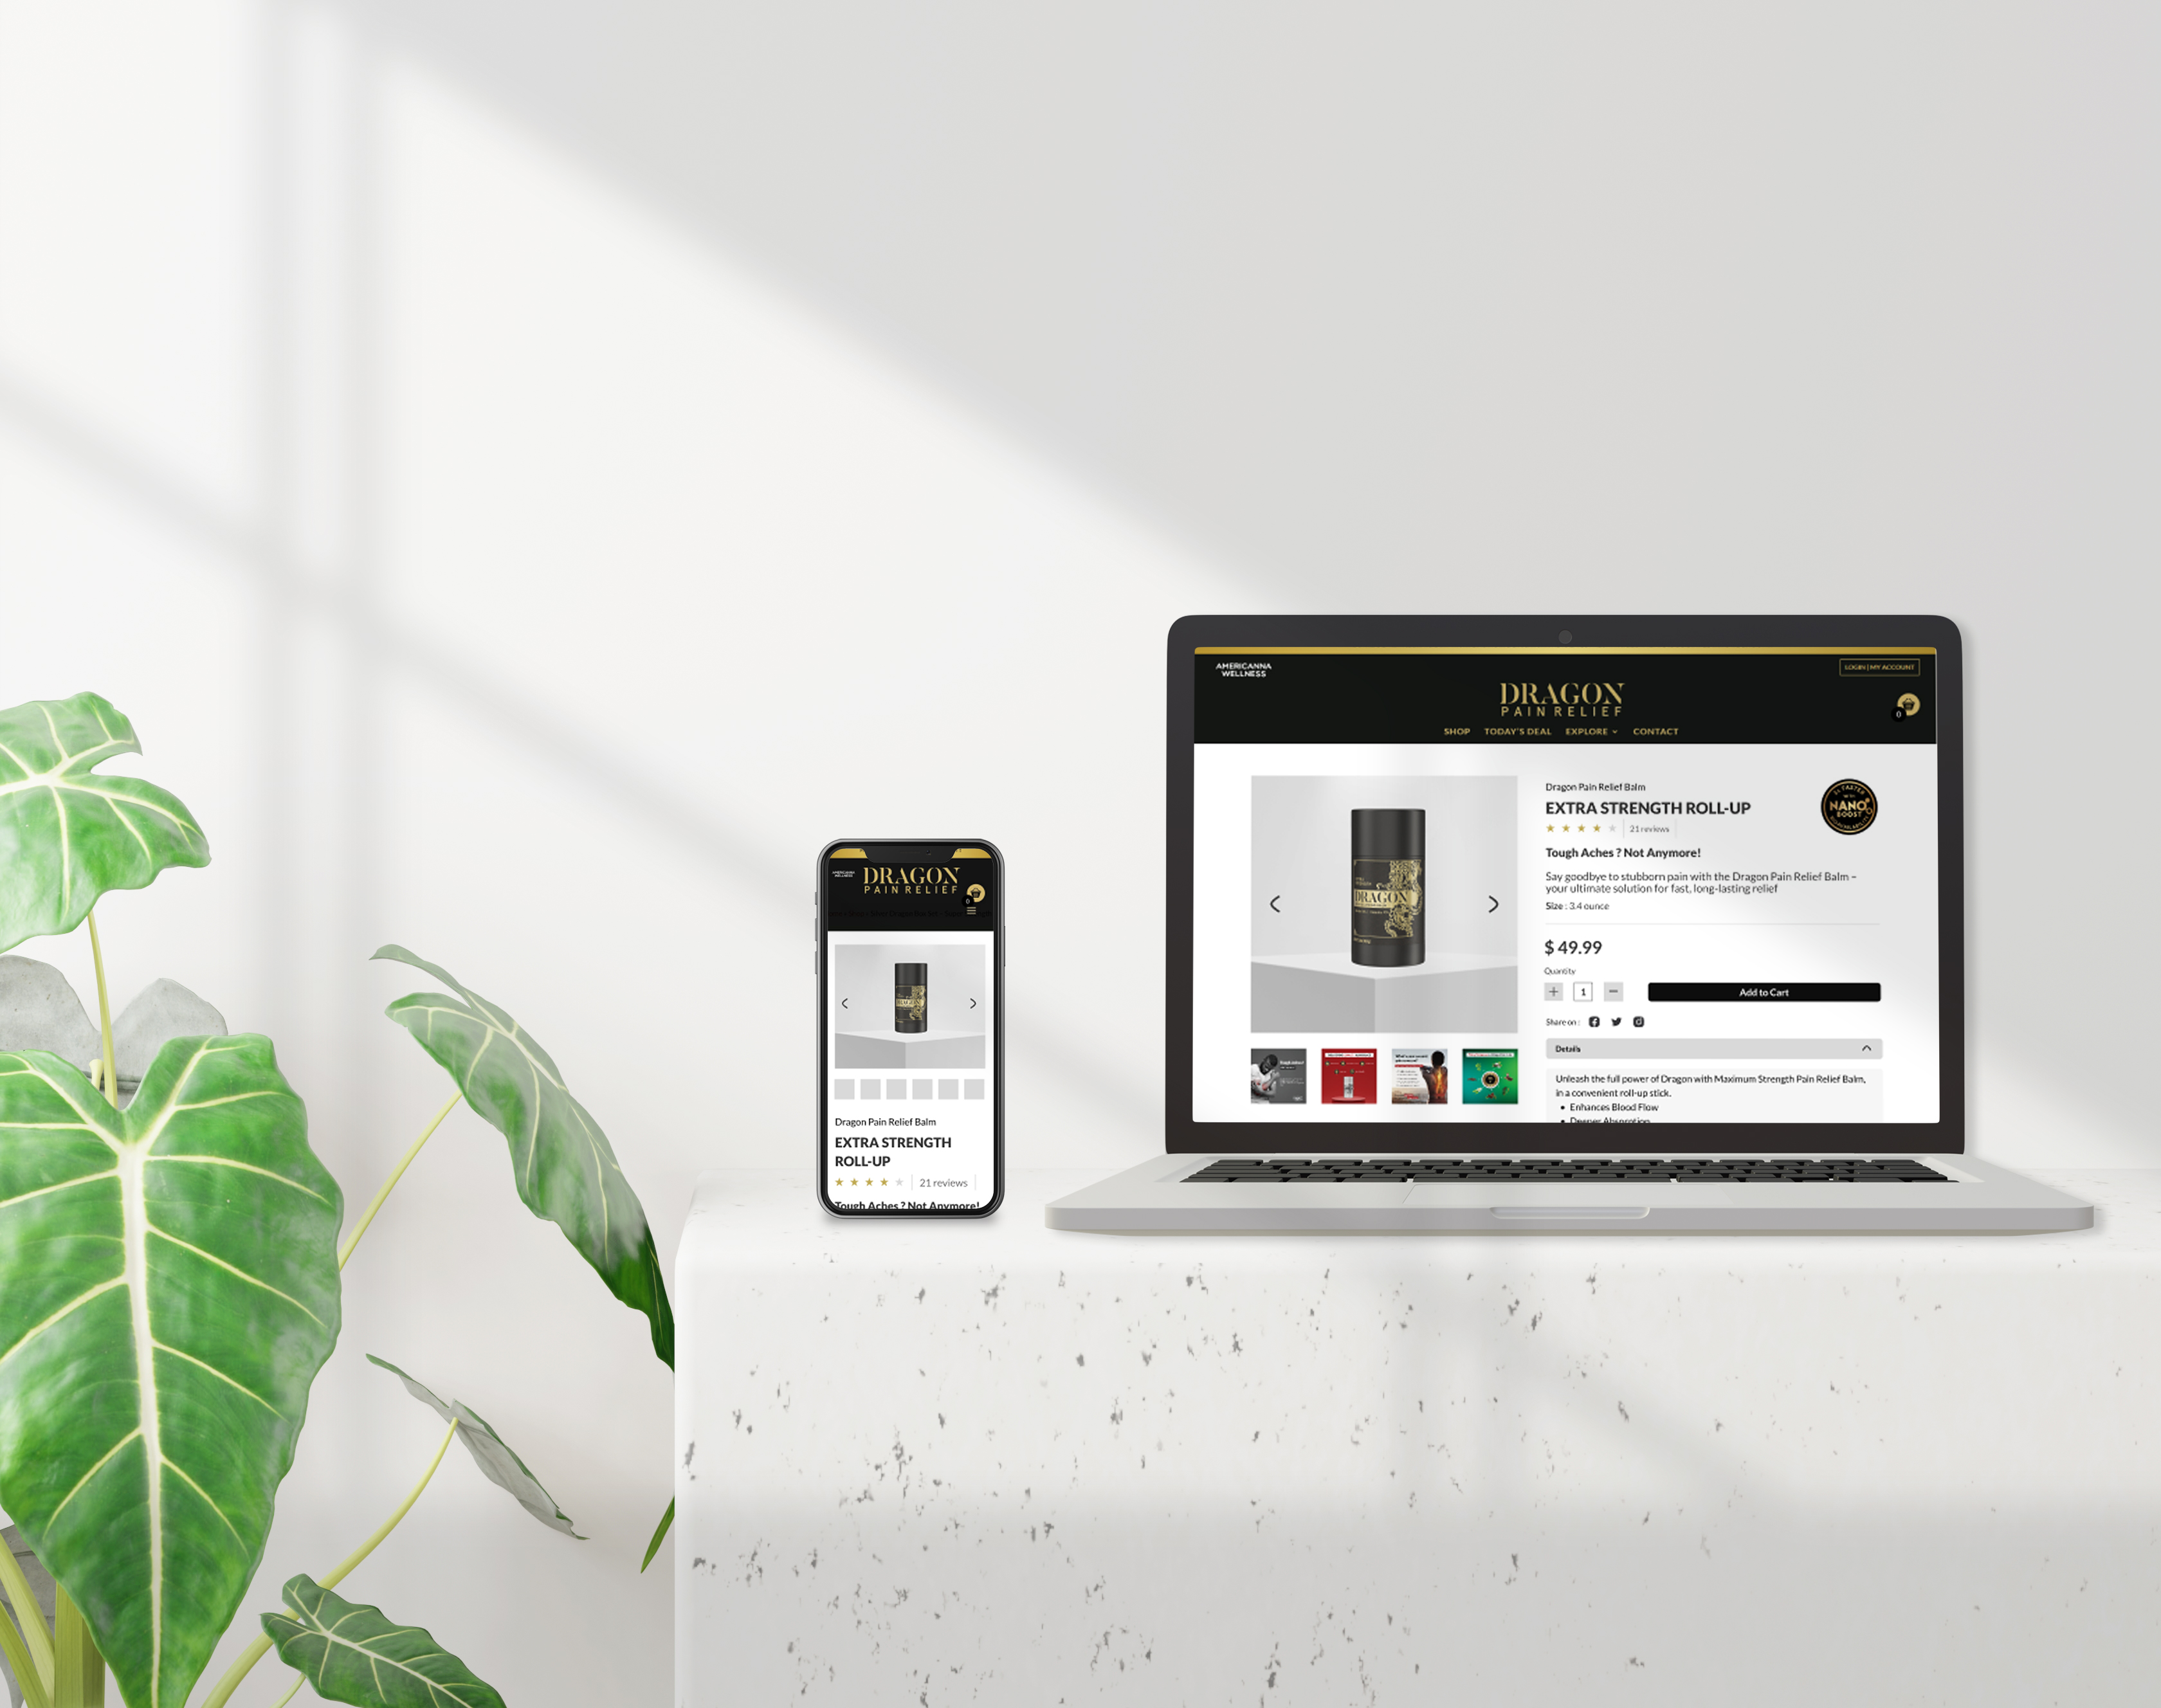 AMERICANNA
WELLNESS
LOGIN | MY ACCOUNT
DRAGON
PAIN RELIEF
0
SHOP TODAY'S DEAL EXPLORE CONTACT
DRAGON
Dragon Pain Relief Balm
EXTRA STRENGTH ROLL-UP
21 reviews
NANO
BOOST
Tough Aches ? Not Anymore!
Say goodbye to stubborn pain with the Dragon Pain Relief Balm –
your ultimate solution for fast, long-lasting relief
Size : 3.4 ounce
$ 49.99
Quantity
+ 1 − Add to Cart
Share on :
Details
Unleash the full power of Dragon with Maximum Strength Pain Relief Balm,
in a convenient roll-up stick.
• Enhances Blood Flow
• Deeper Absorption
AMERICANNA
WELLNESS
DRAGON
PAIN RELIEF
0
DRAGON
Dragon Pain Relief Balm
EXTRA STRENGTH
ROLL-UP
21 reviews
Tough Aches ? Not Anymore!